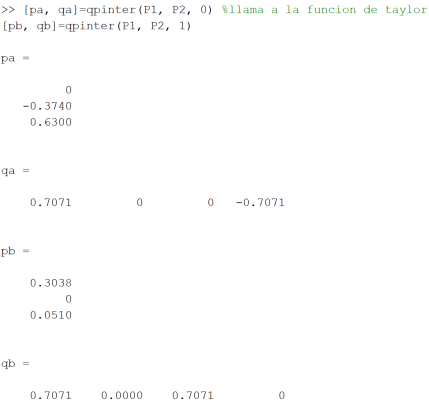 >> [pa, qa]=qpinter(P1, P2, 0) %llama a la funcion de taylor
[pb, qb]=qpinter(P1, P2, 1)
pa =
0
-0.3740
0.6300
qa =
0.7071 0 0 -0.7071
pb =
0.3038
0
0.0510
qb =
0.7071 0.0000 0.7071 0